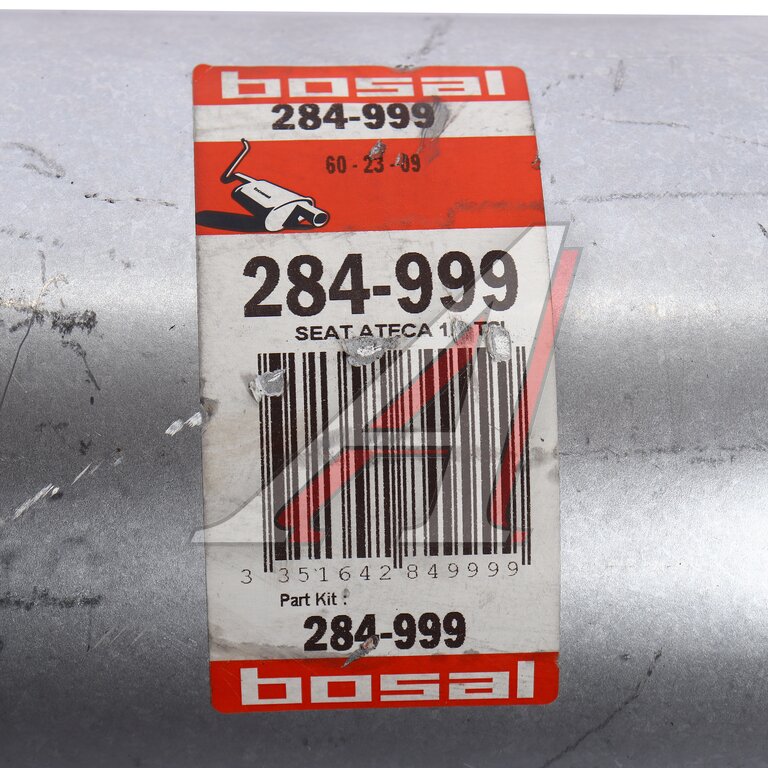 bosal
284-999
60 - 23 - 09
284-999
SEAT ATECA
3 351642 849999
Part Kit :
284-999
bosal